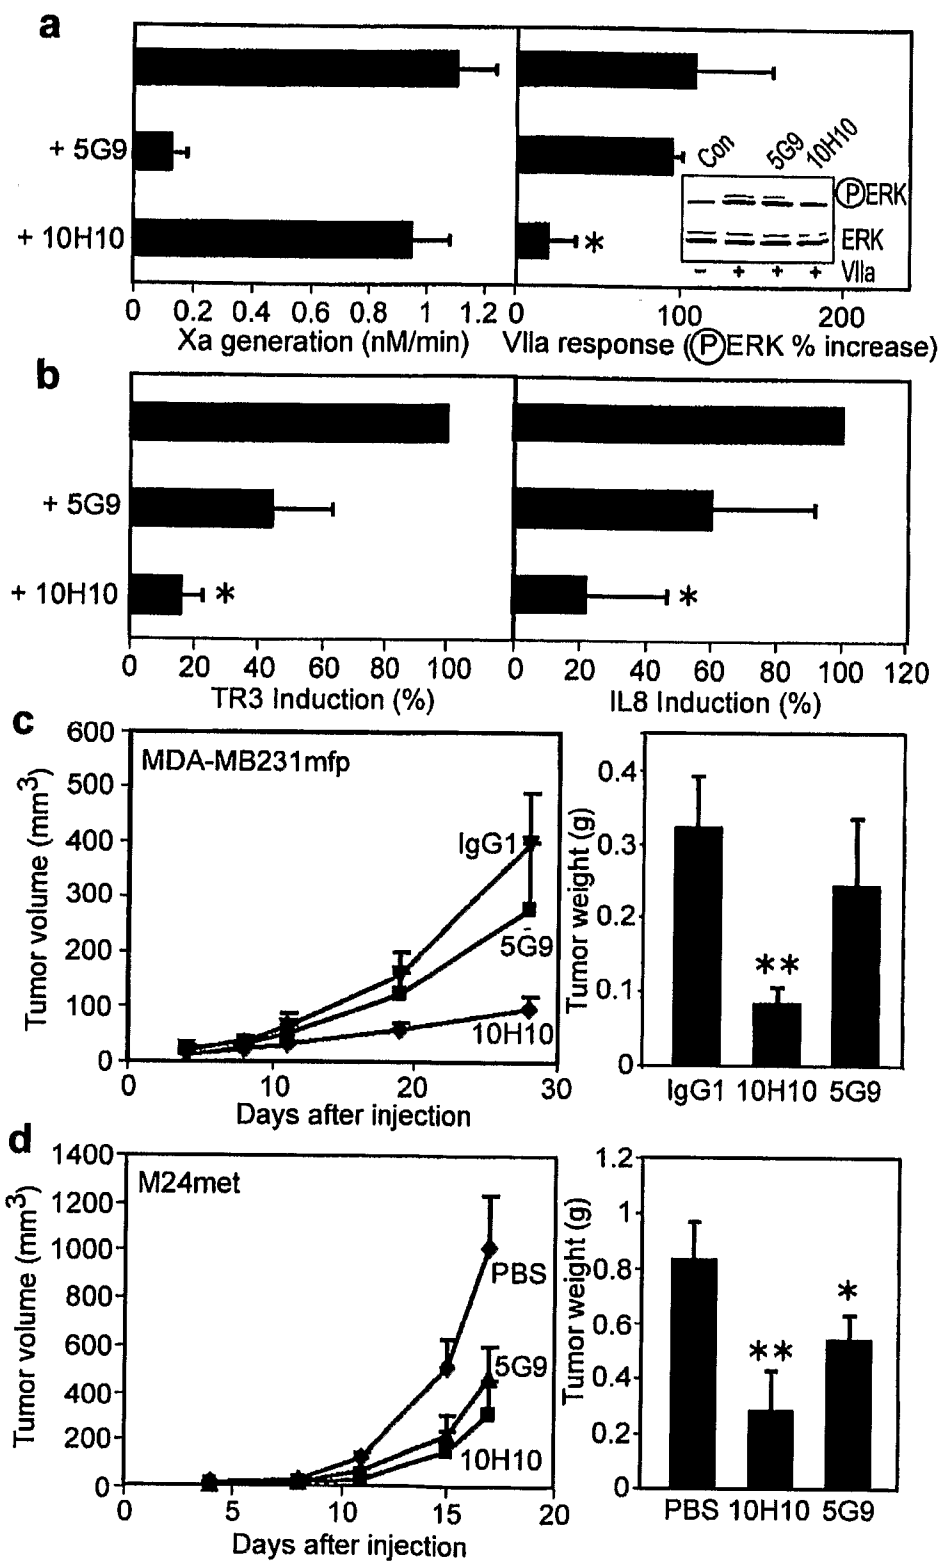 a
+ 5G9
+ 10H10
Con 5G9 10H10
ⓅERK
ERK
- + + + VIIa
*
0 0.2 0.4 0.6 0.8 1 1.2
0 100 200
Xa generation (nM/min)
VIIa response (ⓅERK % increase)
b
+ 5G9
+ 10H10
*
*
0 20 40 60 80 100
0 20 40 60 80 100 120
TR3 Induction (%)
IL8 Induction (%)
c
MDA-MB231mfp
600
500
400
300
200
100
0
Tumor volume (mm3)
IgG1
5G9
10H10
0 10 20 30
Days after injection
0.4
0.3
0.2
0.1
0
Tumor weight (g)
**
IgG1 10H10 5G9
d
M24met
1400
1200
1000
800
600
400
200
0
Tumor volume (mm3)
PBS
5G9
10H10
0 5 10 15 20
Days after injection
1.2
1
0.8
0.6
0.4
0.2
0
Tumor weight (g)
**
*
PBS 10H10 5G9